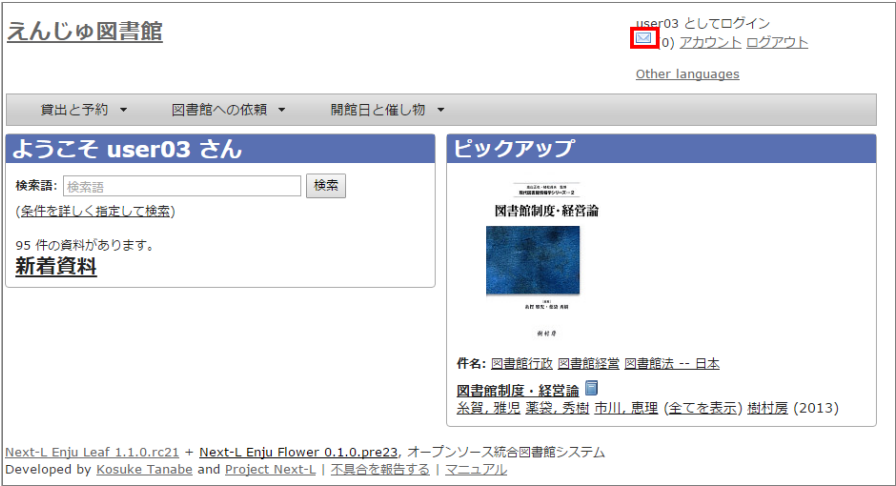 えんじゅ図書館
user03 としてログイン
0) アカウント ログアウト
Other languages
貸出と予約 ▼ 図書館への依頼 ▼ 開館日と催し物 ▼
ようこそ user03 さん
検索語: 検索語 検索
(条件を詳しく指定して検索)
95 件の資料があります。
新着資料
ピックアップ
図書館制度・経営論
樹村房
件名: 図書館行政 図書館経営 図書館法 -- 日本
図書館制度・経営論
糸賀, 雅児 薬袋, 秀樹 市川, 恵理 (全てを表示) 樹村房 (2013)
Next-L Enju Leaf 1.1.0.rc21 + Next-L Enju Flower 0.1.0.pre23, オープンソース統合図書館システム
Developed by Kosuke Tanabe and Project Next-L | 不具合を報告する | マニュアル